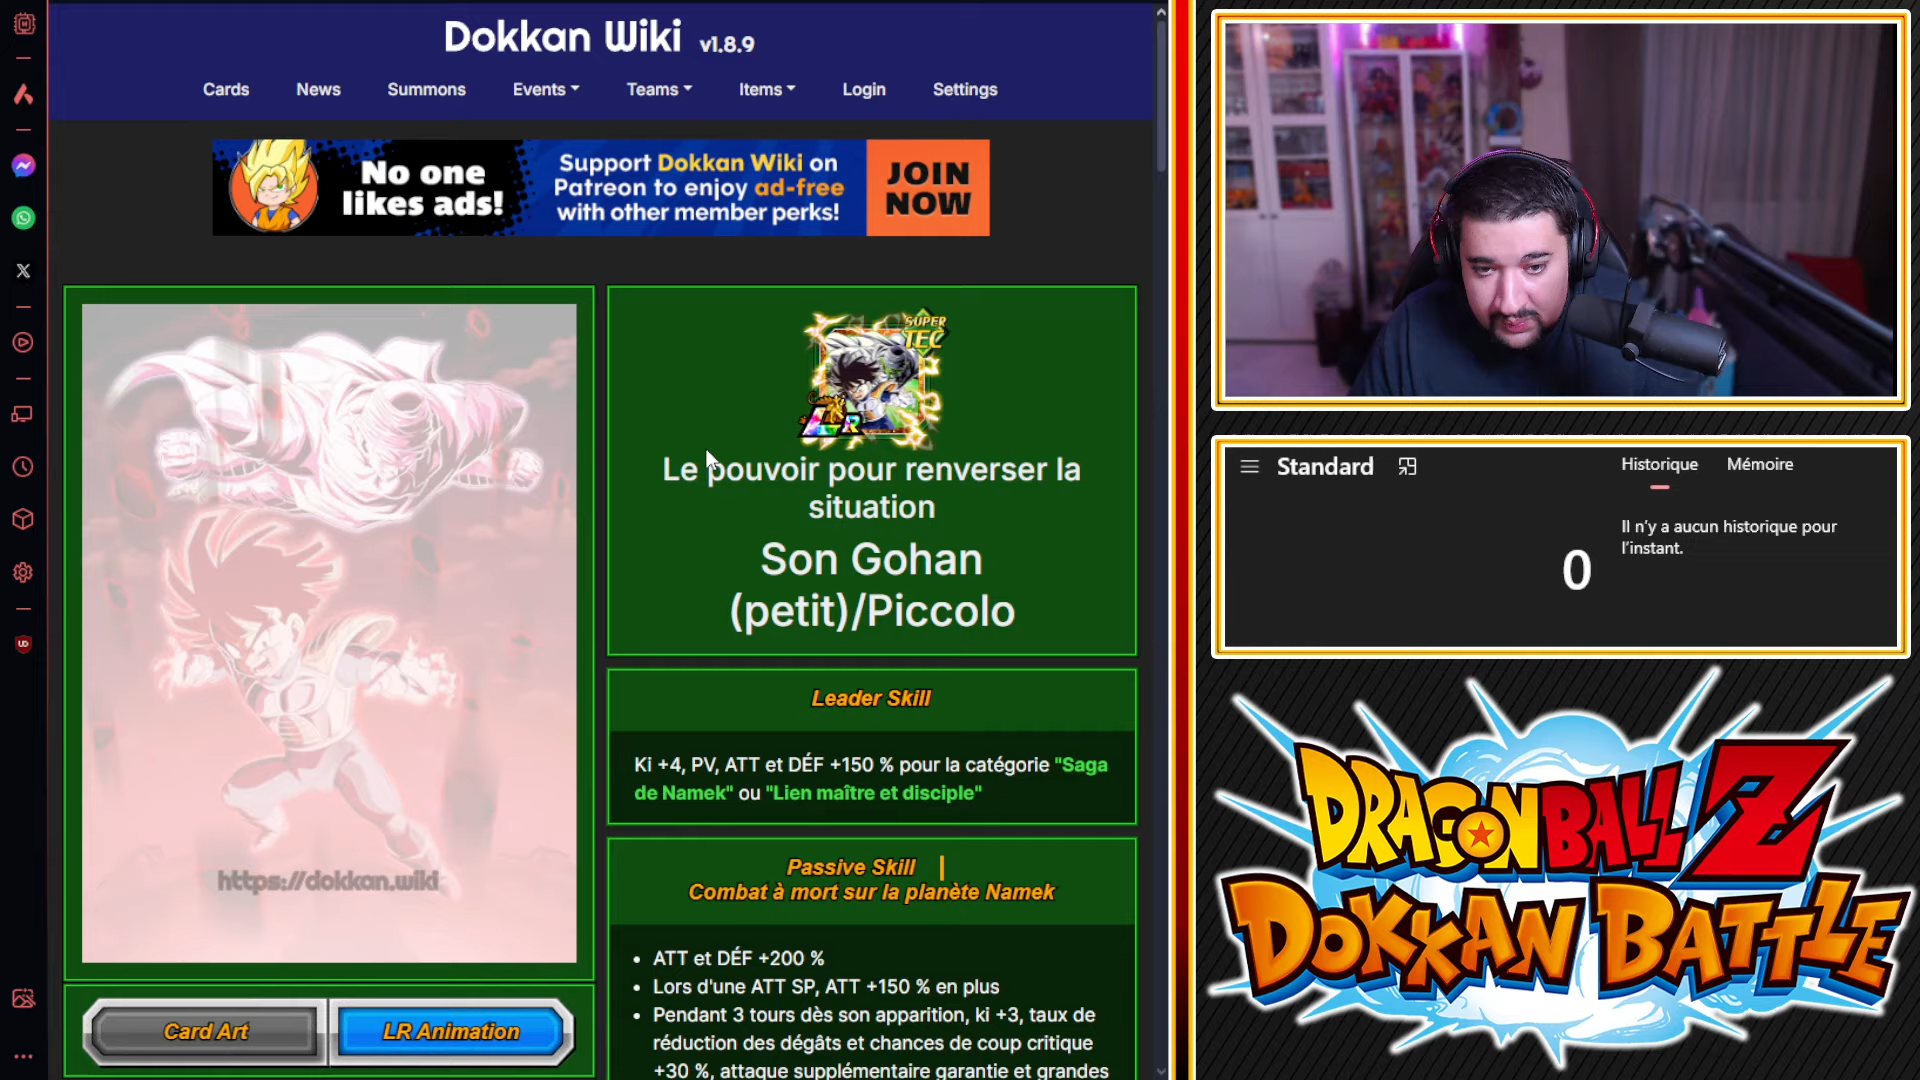 Dokkan Wiki v1.8.9
Cards News Summons Events Teams Items Login Settings
No one
likes ads!
Support Dokkan Wiki on
Patreon to enjoy ad-free
with other member perks!
JOIN
NOW
SUPER
TEC
LR
Le pouvoir pour renverser la
situation
Son Gohan
(petit)/Piccolo
Leader Skill
Ki +4, PV, ATT et DÉF +150 % pour la catégorie "Saga
de Namek" ou "Lien maître et disciple"
Passive Skill
Combat à mort sur la planète Namek
• ATT et DÉF +200 %
• Lors d'une ATT SP, ATT +150 % en plus
• Pendant 3 tours dès son apparition, ki +3, taux de
réduction des dégâts et chances de coup critique
+30 %, attaque supplémentaire garantie et grandes
https://dokkan.wiki
Card Art
LR Animation
UD
Standard
Historique Mémoire
Il n'y a aucun historique pour
l'instant.
0
DRAGON BALL Z
DOKKAN BATTLE